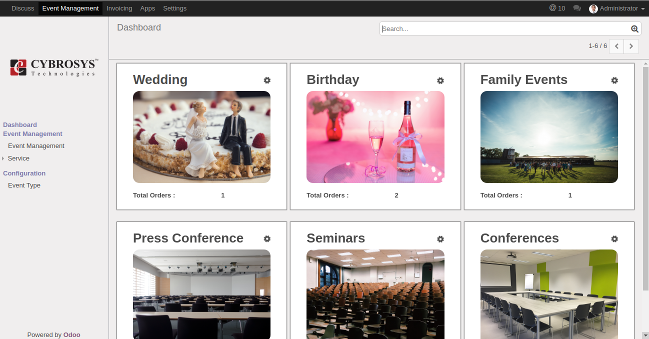 Discuss Event Management Invoicing Apps Settings 10 Administrator
Dashboard
Search...
1-6 / 6
CYBROSYS™
Technologies
Dashboard
Event Management
Event Management
Service
Configuration
Event Type
Powered by Odoo
Wedding
Total Orders : 1
Birthday
Total Orders : 2
Family Events
Total Orders : 1
Press Conference
Seminars
Conferences